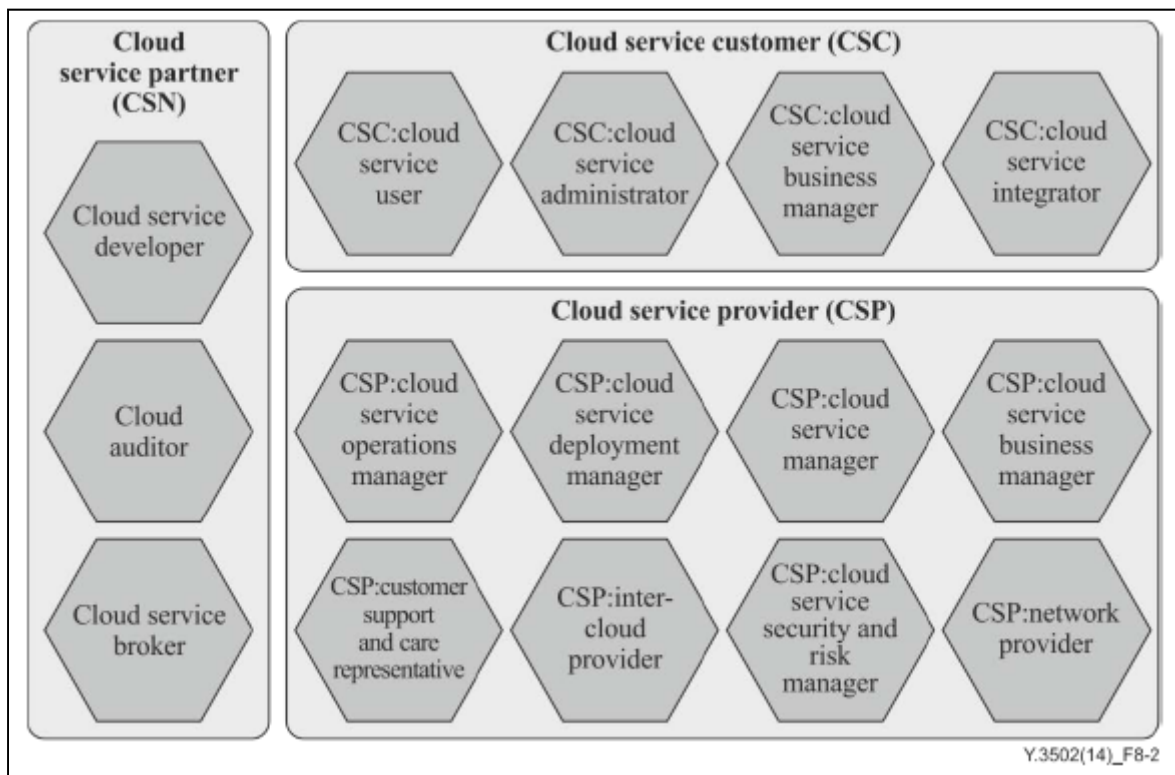 Cloud
service partner
(CSN)
Cloud service
developer
Cloud
auditor
Cloud service
broker
Cloud service customer (CSC)
CSC:cloud
service
user
CSC:cloud
service
administrator
CSC:cloud
service
business
manager
CSC:cloud
service
integrator
Cloud service provider (CSP)
CSP:cloud
service
operations
manager
CSP:cloud
service
deployment
manager
CSP:cloud
service
manager
CSP:cloud
service
business
manager
CSP:customer
support
and care
representative
CSP:inter-
cloud
provider
CSP:cloud
service
security and
risk
manager
CSP:network
provider
Y.3502(14)_F8-2